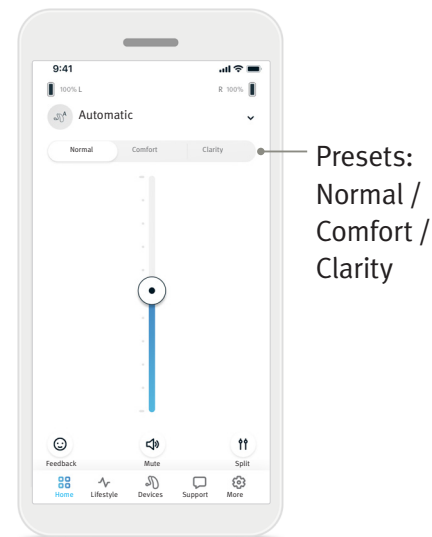 9:41
100% L
R 100%
Automatic
Normal Comfort Clarity
Presets:
Normal /
Comfort /
Clarity
Feedback Mute Split
Home Lifestyle Devices Support More